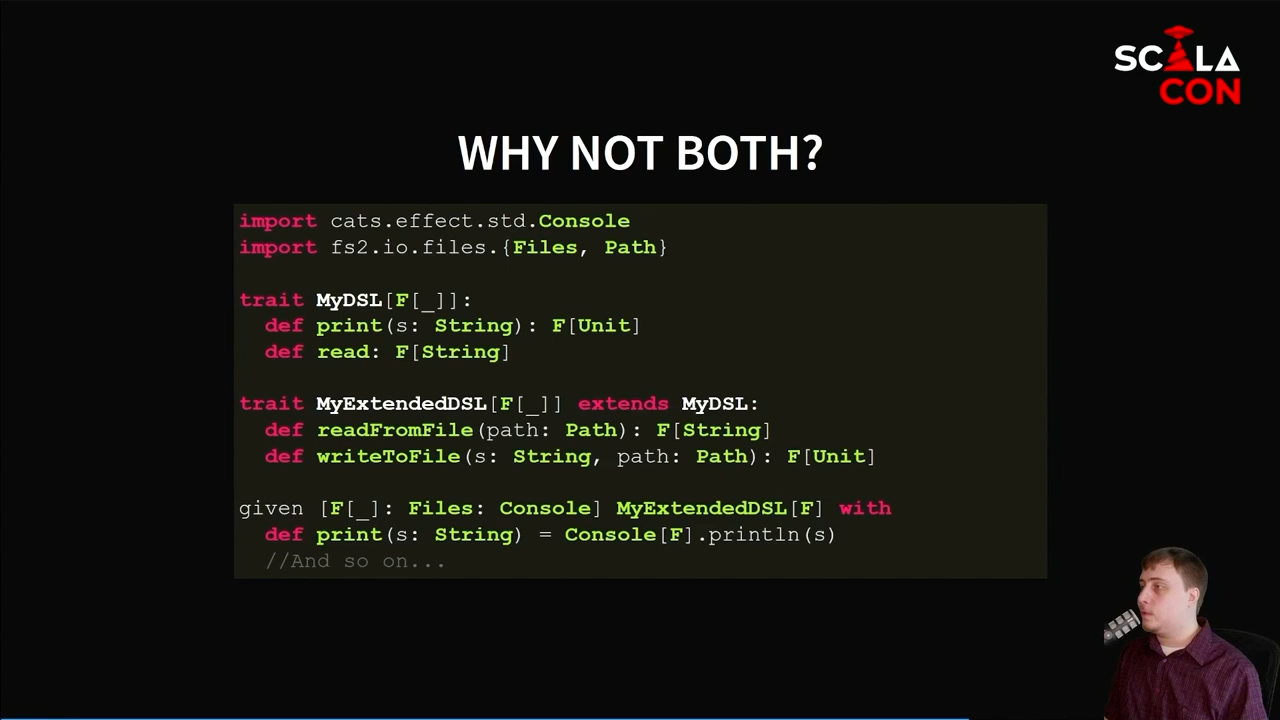 SCALA
CON
WHY NOT BOTH?
import cats.effect.std.Console
import fs2.io.files.{Files, Path}
trait MyDSL[F[_]]:
def print(s: String): F[Unit]
def read: F[String]
trait MyExtendedDSL[F[_]] extends MyDSL:
def readFromFile(path: Path): F[String]
def writeToFile(s: String, path: Path): F[Unit]
given [F[_]: Files: Console] MyExtendedDSL[F] with
def print(s: String) = Console[F].println(s)
//And so on...